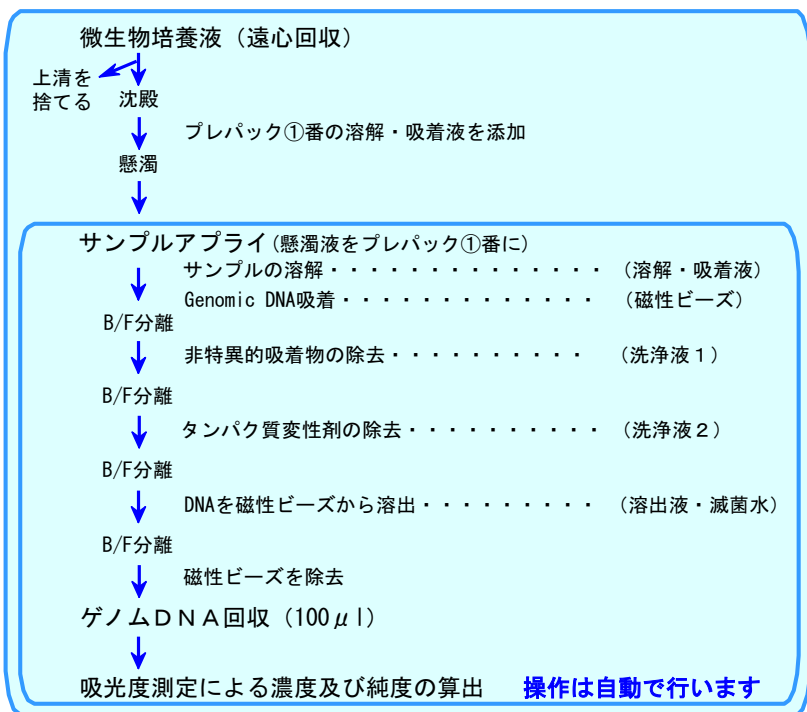 微生物培養液（遠心回収）
上清を
捨てる
沈殿
プレパック①番の溶解・吸着液を添加
懸濁
サンプルアプライ(懸濁液をプレパック①番に)
サンプルの溶解・・・・・・・・・・・・・・（溶解・吸着液）
Genomic DNA吸着・・・・・・・・・・・・・（磁性ビーズ）
B/F分離
非特異的吸着物の除去・・・・・・・・・・（洗浄液１）
B/F分離
タンパク質変性剤の除去・・・・・・・・・・（洗浄液２）
B/F分離
DNAを磁性ビーズから溶出・・・・・・・・・（溶出液・滅菌水）
B/F分離
磁性ビーズを除去
ゲノムＤＮＡ回収（100μl）
吸光度測定による濃度及び純度の算出 操作は自動で行います